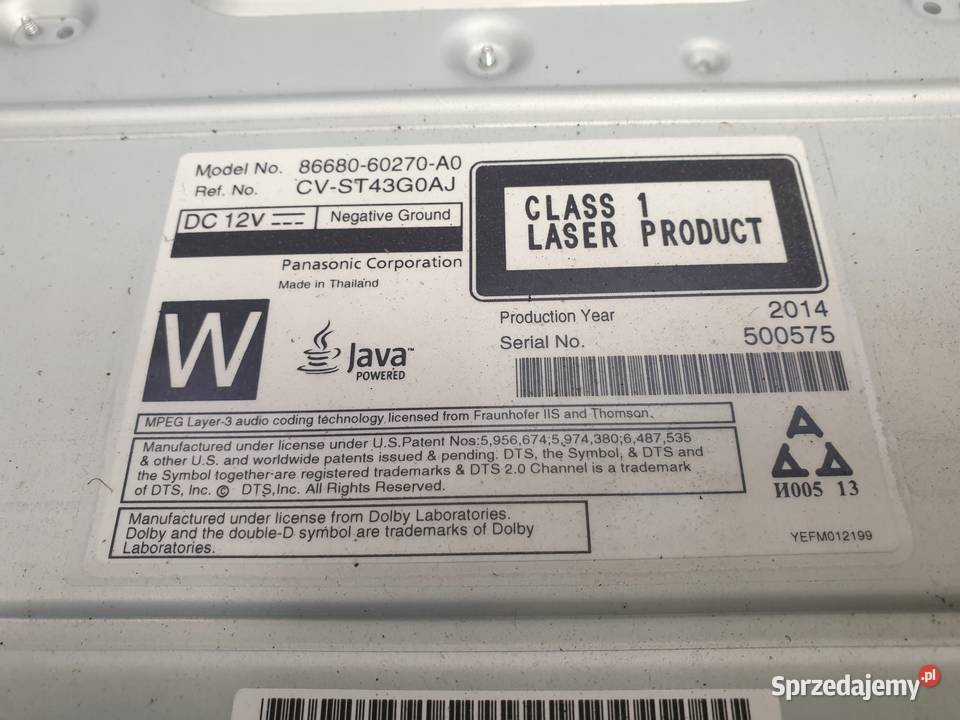 Model No. 86680-60270-A0
Ref. No. CV-ST43G0AJ
DC 12V Negative Ground
Panasonic Corporation
Made in Thailand
CLASS 1
LASER PRODUCT
Production Year 2014
Serial No. 500575
W
Java™
POWERED
MPEG Layer-3 audio coding technology licensed from Fraunhofer IIS and Thomson.
Manufactured under license under U.S.Patent Nos:5,956,674;5,974,380;6,487,535
& other U.S. and worldwide patents issued & pending. DTS, the Symbol, & DTS and
the Symbol together are registered trademarks & DTS 2.0 Channel is a trademark
of DTS, Inc. © DTS,Inc. All Rights Reserved.
Manufactured under license from Dolby Laboratories.
Dolby and the double-D symbol are trademarks of Dolby
Laboratories.
И005 13
YEFM012199
Sprzedajemy.pl